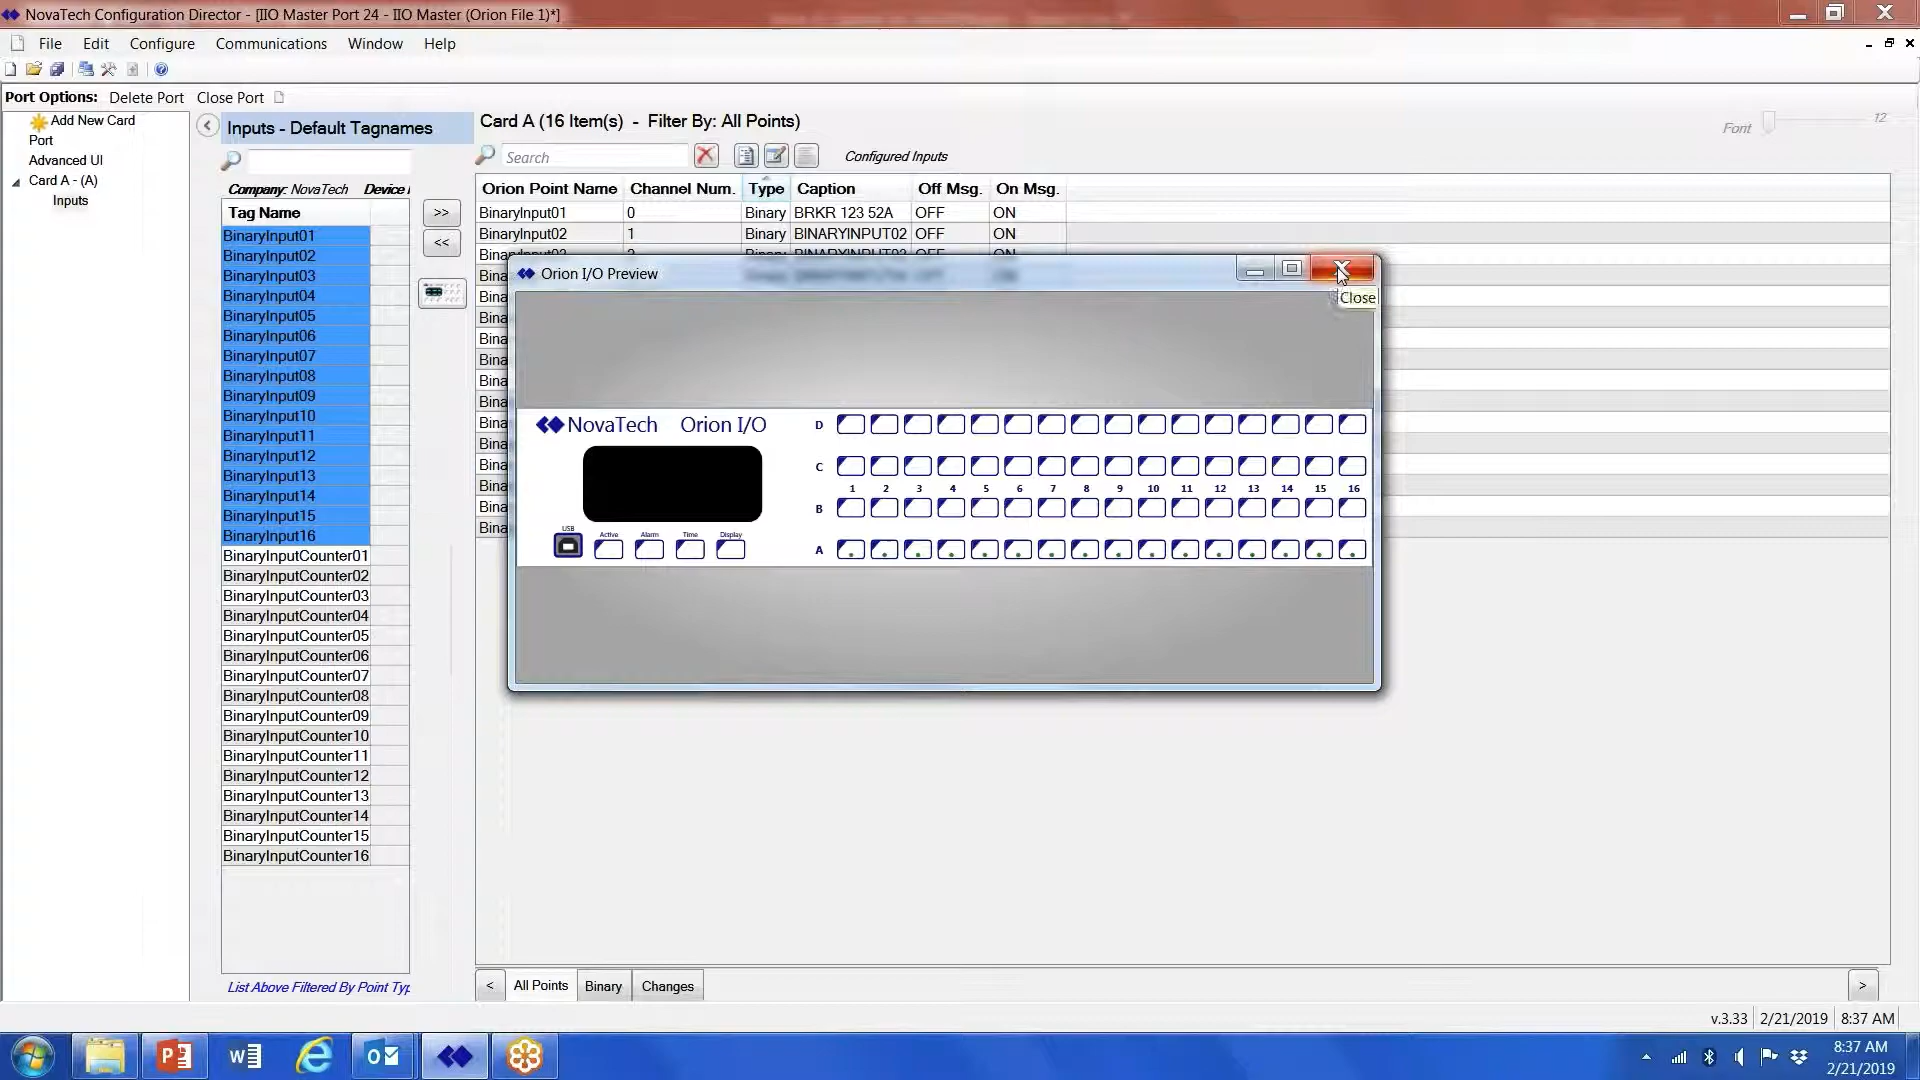 NovaTech Configuration Director - [IIO Master Port 24 - IIO Master (Orion File 1)*]
File Edit Configure Communications Window Help
Port Options: Delete Port Close Port
Add New Card
Port
Advanced UI
Card A - (A)
Inputs
Inputs - Default Tagnames
Company: NovaTech Device
Tag Name
BinaryInput01
BinaryInput02
BinaryInput03
BinaryInput04
BinaryInput05
BinaryInput06
BinaryInput07
BinaryInput08
BinaryInput09
BinaryInput10
BinaryInput11
BinaryInput12
BinaryInput13
BinaryInput14
BinaryInput15
BinaryInput16
BinaryInputCounter01
BinaryInputCounter02
BinaryInputCounter03
BinaryInputCounter04
BinaryInputCounter05
BinaryInputCounter06
BinaryInputCounter07
BinaryInputCounter08
BinaryInputCounter09
BinaryInputCounter10
BinaryInputCounter11
BinaryInputCounter12
BinaryInputCounter13
BinaryInputCounter14
BinaryInputCounter15
BinaryInputCounter16
List Above Filtered By Point Typ
>>
<<
Card A (16 Item(s) - Filter By: All Points)
Font 12
Search Configured Inputs
Orion Point Name Channel Num. Type Caption Off Msg. On Msg.
BinaryInput01 0 Binary BRKR 123 52A OFF ON
BinaryInput02 1 Binary BINARYINPUT02 OFF ON
Orion I/O Preview
Close
NovaTech Orion I/O
D
C
1 2 3 4 5 6 7 8 9 10 11 12 13 14 15 16
B
USB Active Alarm Time Display
A
< All Points Binary Changes >
v.3.33 2/21/2019 8:37 AM
8:37 AM
2/21/2019